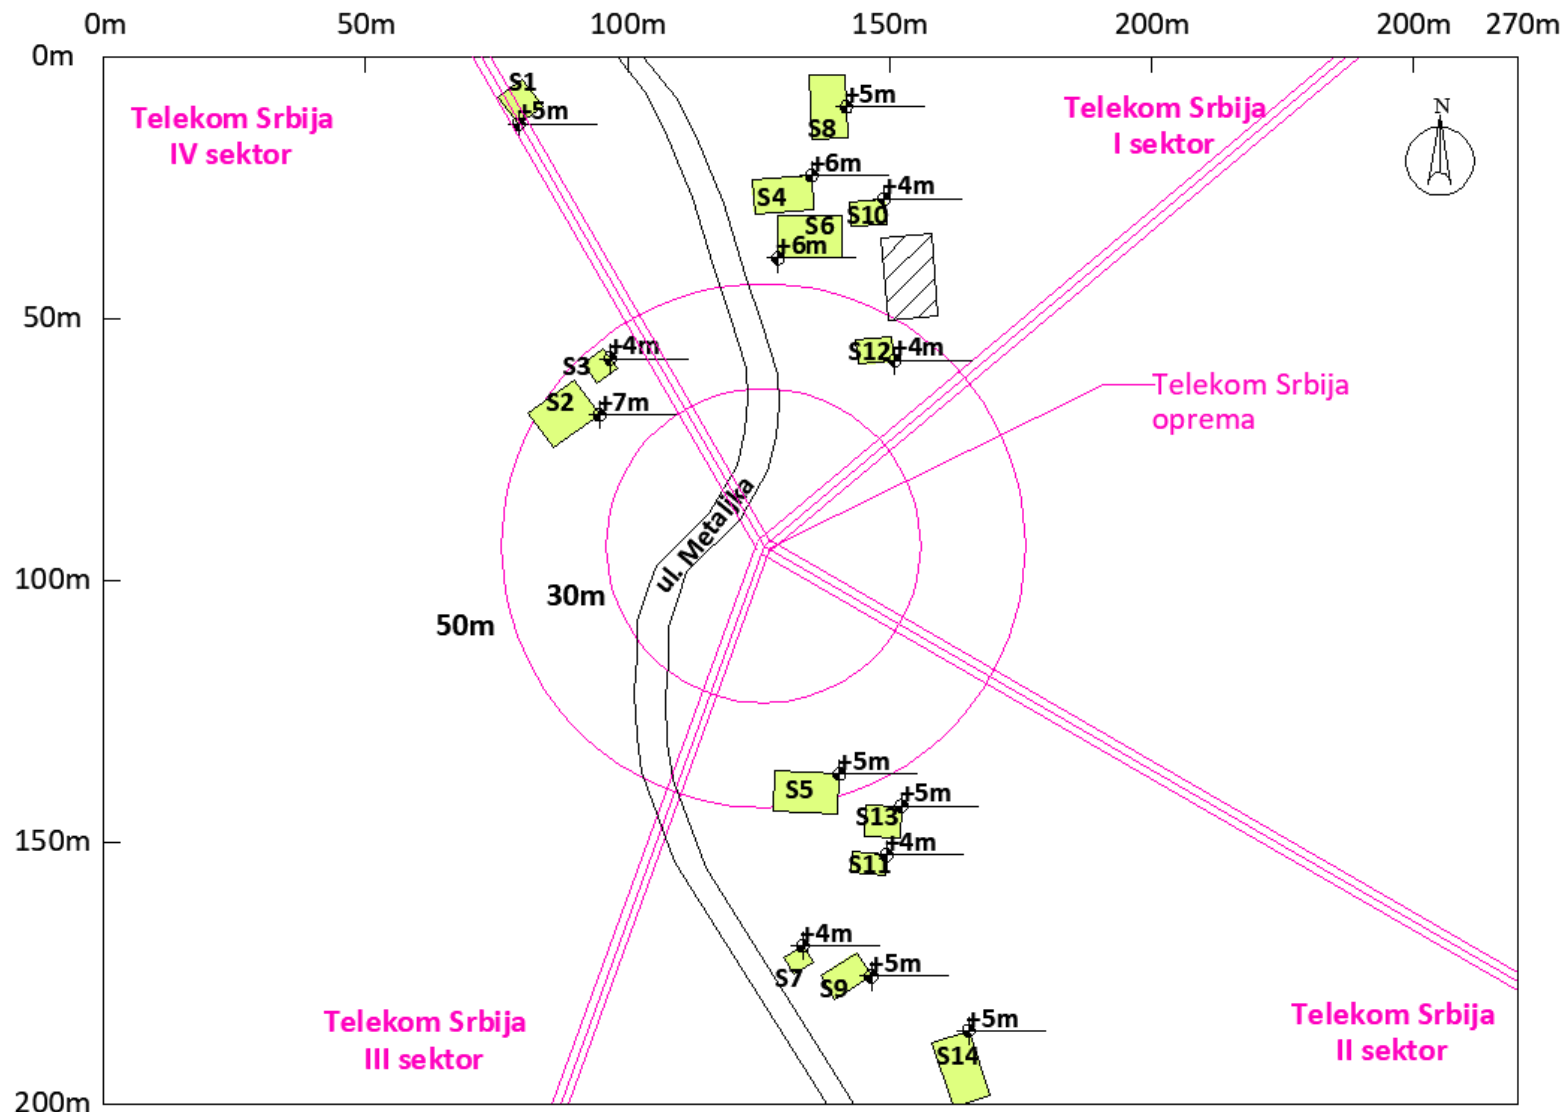 0m 50m 100m 150m 200m 200m 270m
0m
S1
+5m
Telekom Srbija
IV sektor
+5m
S8
Telekom Srbija
I sektor
N
+6m
S4
+4m
S10
S6
+6m
50m
+4m
S3
S12
+4m
S2
+7m
Telekom Srbija
oprema
ul. Metaljka
100m
30m
50m
+5m
S5
+5m
S13
150m
+4m
S11
+4m
S7
+5m
S9
Telekom Srbija
III sektor
+5m
S14
Telekom Srbija
II sektor
200m